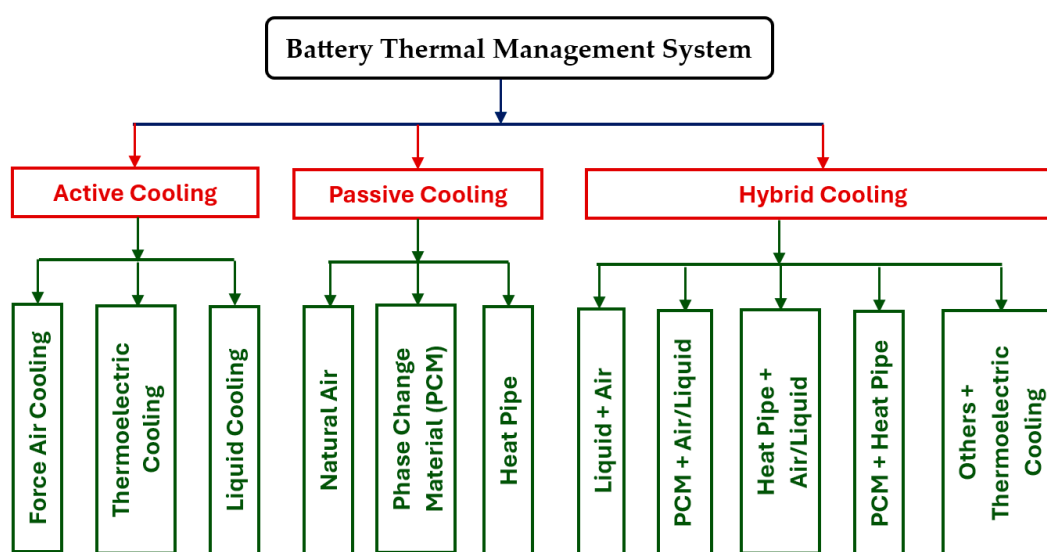 Battery Thermal Management System
Active Cooling
Passive Cooling
Hybrid Cooling
Force Air Cooling
Thermoelectric
Cooling
Liquid Cooling
Natural Air
Phase Change
Material (PCM)
Heat Pipe
Liquid + Air
PCM + Air/Liquid
Heat Pipe +
Air/Liquid
PCM + Heat Pipe
Others +
Thermoelectric
Cooling